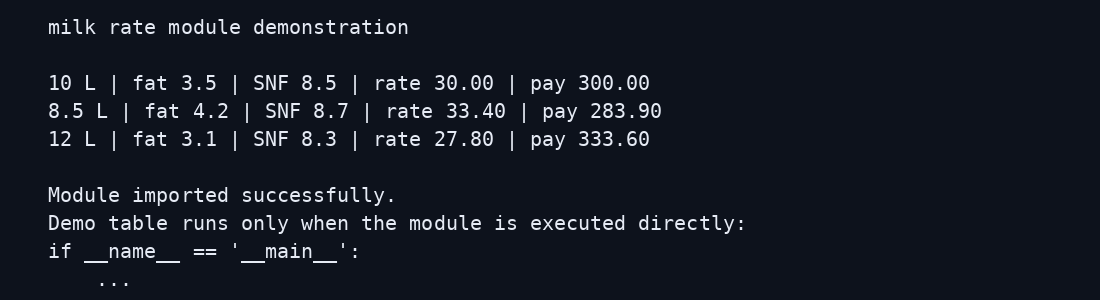 milk rate module demonstration
10 L | fat 3.5 | SNF 8.5 | rate 30.00 | pay 300.00
8.5 L | fat 4.2 | SNF 8.7 | rate 33.40 | pay 283.90
12 L | fat 3.1 | SNF 8.3 | rate 27.80 | pay 333.60
Module imported successfully.
Demo table runs only when the module is executed directly:
if __name__ == '__main__':
    ...